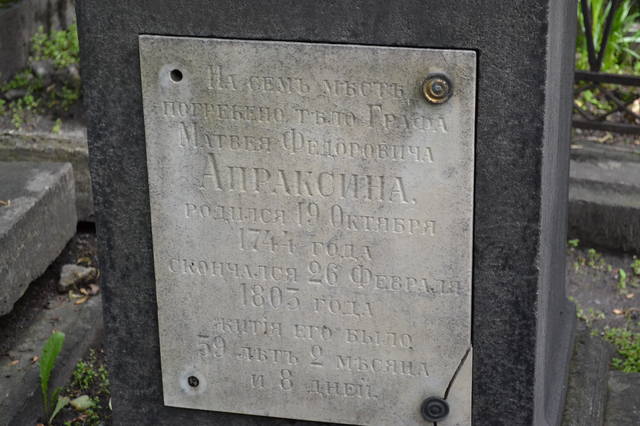 На семъ мѣстѣ
погребено тѣло Графа
Матвея Федоровича
Апраксина.
родился 19 Октября
1744 года
скончался 26 Февраля
1803 года
житія его было
59 лѣтъ 2 мѣсяца
и 8 дней.